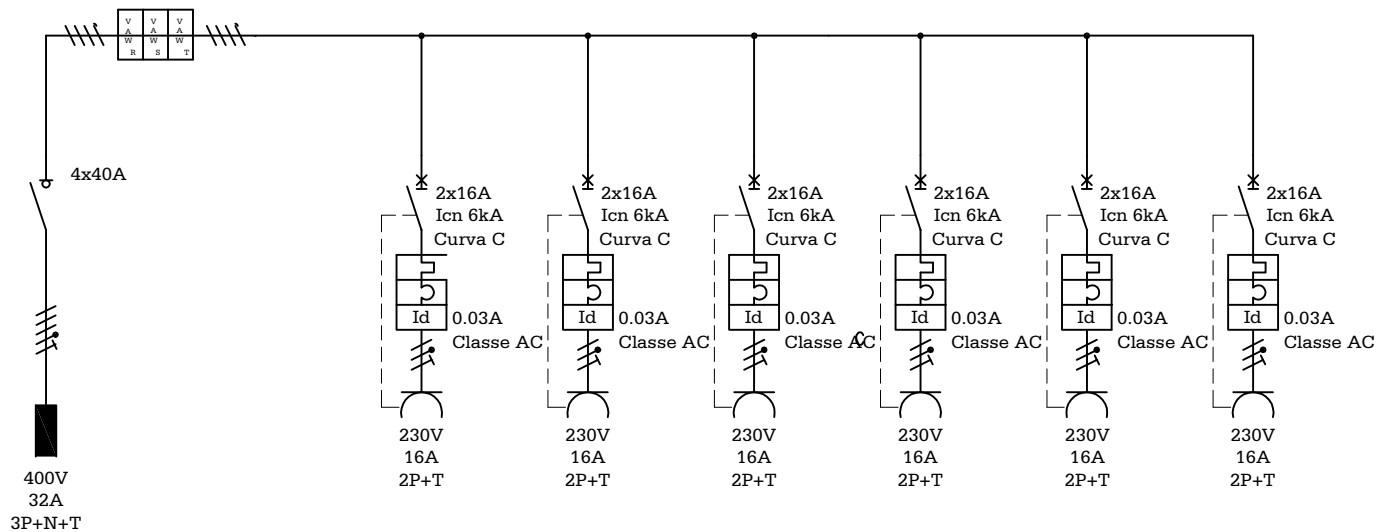 V V V
A A A
W W W
R S T
4x40A
2x16A
Icn 6kA
Curva C
Id
0.03A
Classe AC
230V
16A
2P+T
2x16A
Icn 6kA
Curva C
Id
0.03A
Classe AC
230V
16A
2P+T
2x16A
Icn 6kA
Curva C
Id
0.03A
Classe AC
230V
16A
2P+T
2x16A
Icn 6kA
Curva C
Id
0.03A
Classe AC
230V
16A
2P+T
2x16A
Icn 6kA
Curva C
Id
0.03A
Classe AC
230V
16A
2P+T
2x16A
Icn 6kA
Curva C
Id
0.03A
Classe AC
230V
16A
2P+T
400V
32A
3P+N+T